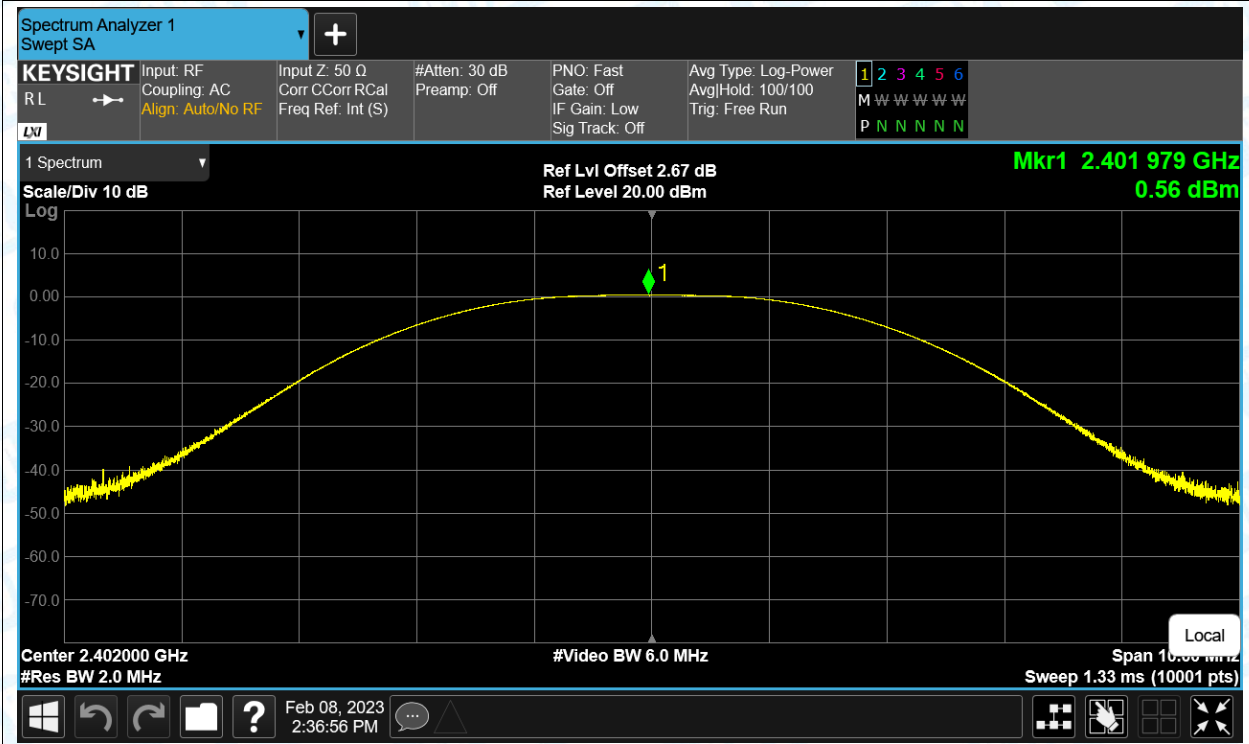 Spectrum Analyzer 1
Swept SA
KEYSIGHT
R L
LXI
Input: RF
Coupling: AC
Align: Auto/No RF
Input Z: 50 Ω
Corr CCorr RCal
Freq Ref: Int (S)
#Atten: 30 dB
Preamp: Off
PNO: Fast
Gate: Off
IF Gain: Low
Sig Track: Off
Avg Type: Log-Power
Avg|Hold: 100/100
Trig: Free Run
1 2 3 4 5 6
M W W W W W
P N N N N N
1 Spectrum
Scale/Div 10 dB
Log
Ref Lvl Offset 2.67 dB
Ref Level 20.00 dBm
Mkr1 2.401 979 GHz
0.56 dBm
1
10.0
0.00
-10.0
-20.0
-30.0
-40.0
-50.0
-60.0
-70.0
Local
Center 2.402000 GHz
#Res BW 2.0 MHz
#Video BW 6.0 MHz
Span 10.00 MHz
Sweep 1.33 ms (10001 pts)
?
Feb 08, 2023
2:36:56 PM